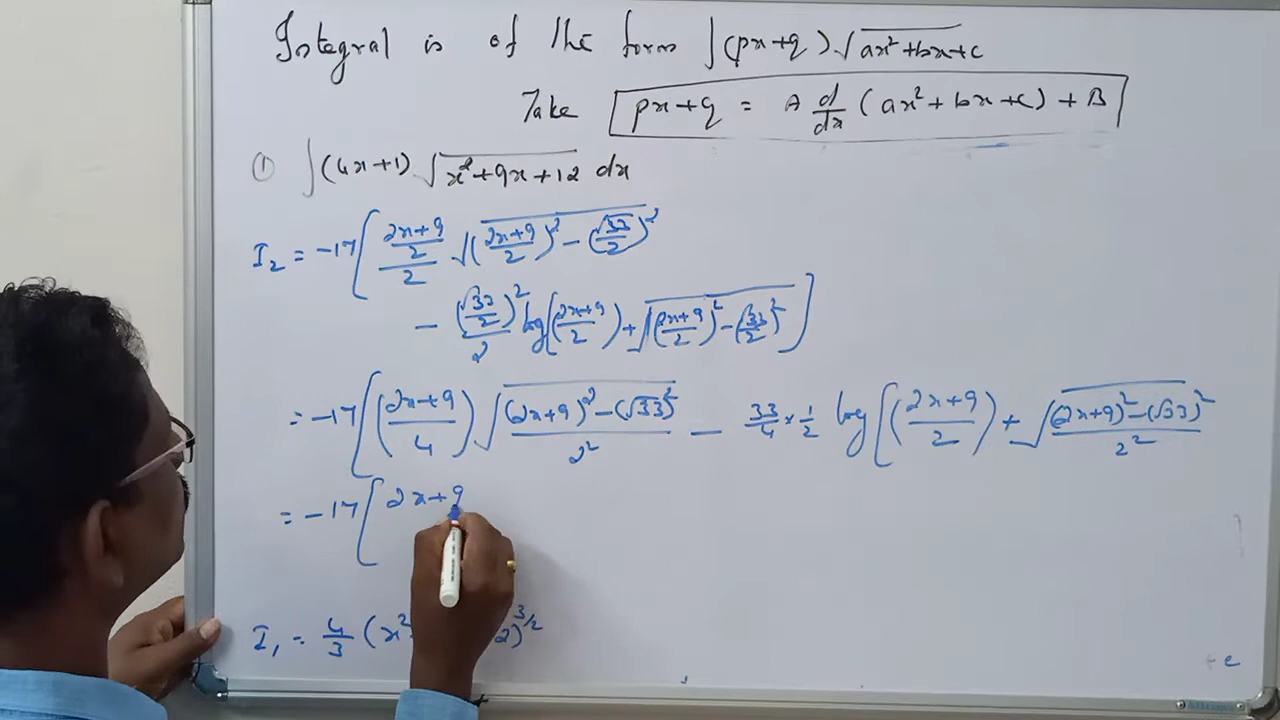 Integral is of the form ∫(px+q)√ax²+bx+c
Take px+q = A d/dx (ax²+bx+c) + B
① ∫(4x+1) √x²+9x+12 dx
I₂ = -17[ ((2x+9)/2)/2 √((2x+9)/2)² - (√33/2)²
- (√33/2)²/2 log[(2x+9)/2) + √((2x+9)/2)² - (√33/2)² ]
= -17[ ((2x+9)/4) √((2x+9)² - (√33)²)/2² - 33/4 × 1/2 log[ ((2x+9)/2) + √((2x+9)² - (√33)²)/2²
= -17[ 2x+9
I₁ = 4/3 (x² 2)^3/2 + c